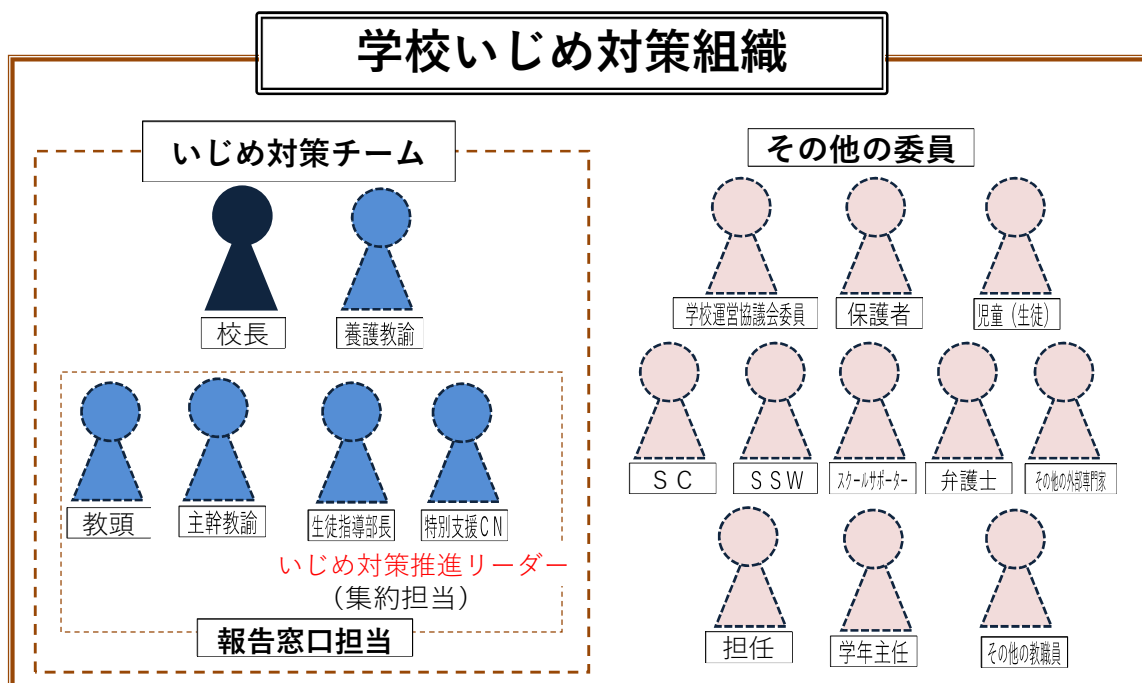 学校いじめ対策組織
いじめ対策チーム
校長
養護教諭
教頭
主幹教諭
生徒指導部長
特別支援CN
いじめ対策推進リーダー
(集約担当)
報告窓口担当
その他の委員
学校運営協議会委員
保護者
児童(生徒)
SC
SSW
スクールサポーター
弁護士
その他の外部専門家
担任
学年主任
その他の教職員